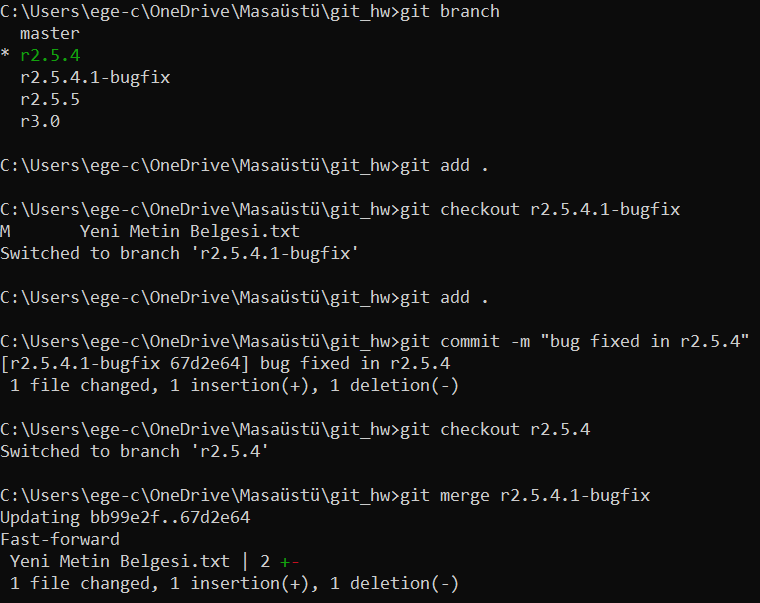 C:\Users\ege-c\OneDrive\Masaüstü\git_hw>git branch
  master
* r2.5.4
  r2.5.4.1-bugfix
  r2.5.5
  r3.0
C:\Users\ege-c\OneDrive\Masaüstü\git_hw>git add .
C:\Users\ege-c\OneDrive\Masaüstü\git_hw>git checkout r2.5.4.1-bugfix
M       Yeni Metin Belgesi.txt
Switched to branch 'r2.5.4.1-bugfix'
C:\Users\ege-c\OneDrive\Masaüstü\git_hw>git add .
C:\Users\ege-c\OneDrive\Masaüstü\git_hw>git commit -m "bug fixed in r2.5.4"
[r2.5.4.1-bugfix 67d2e64] bug fixed in r2.5.4
 1 file changed, 1 insertion(+), 1 deletion(-)
C:\Users\ege-c\OneDrive\Masaüstü\git_hw>git checkout r2.5.4
Switched to branch 'r2.5.4'
C:\Users\ege-c\OneDrive\Masaüstü\git_hw>git merge r2.5.4.1-bugfix
Updating bb99e2f..67d2e64
Fast-forward
 Yeni Metin Belgesi.txt | 2 +-
 1 file changed, 1 insertion(+), 1 deletion(-)